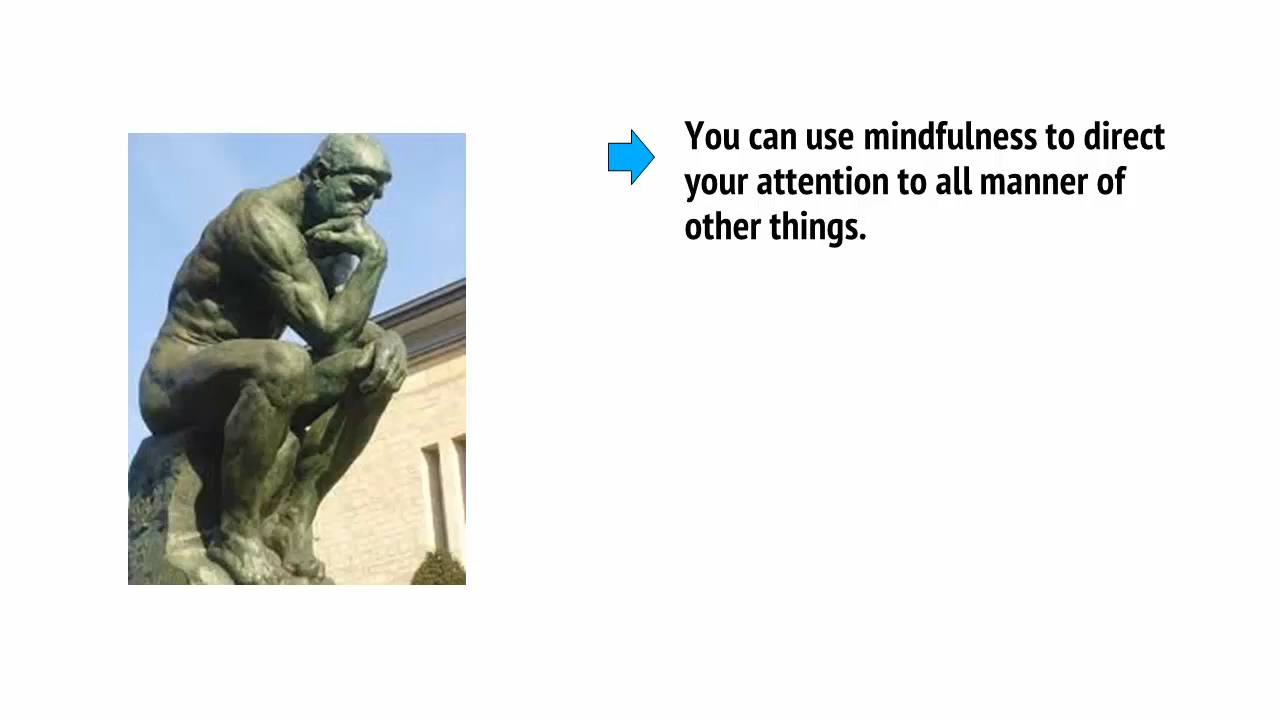 You can use mindfulness to direct
your attention to all manner of
other things.